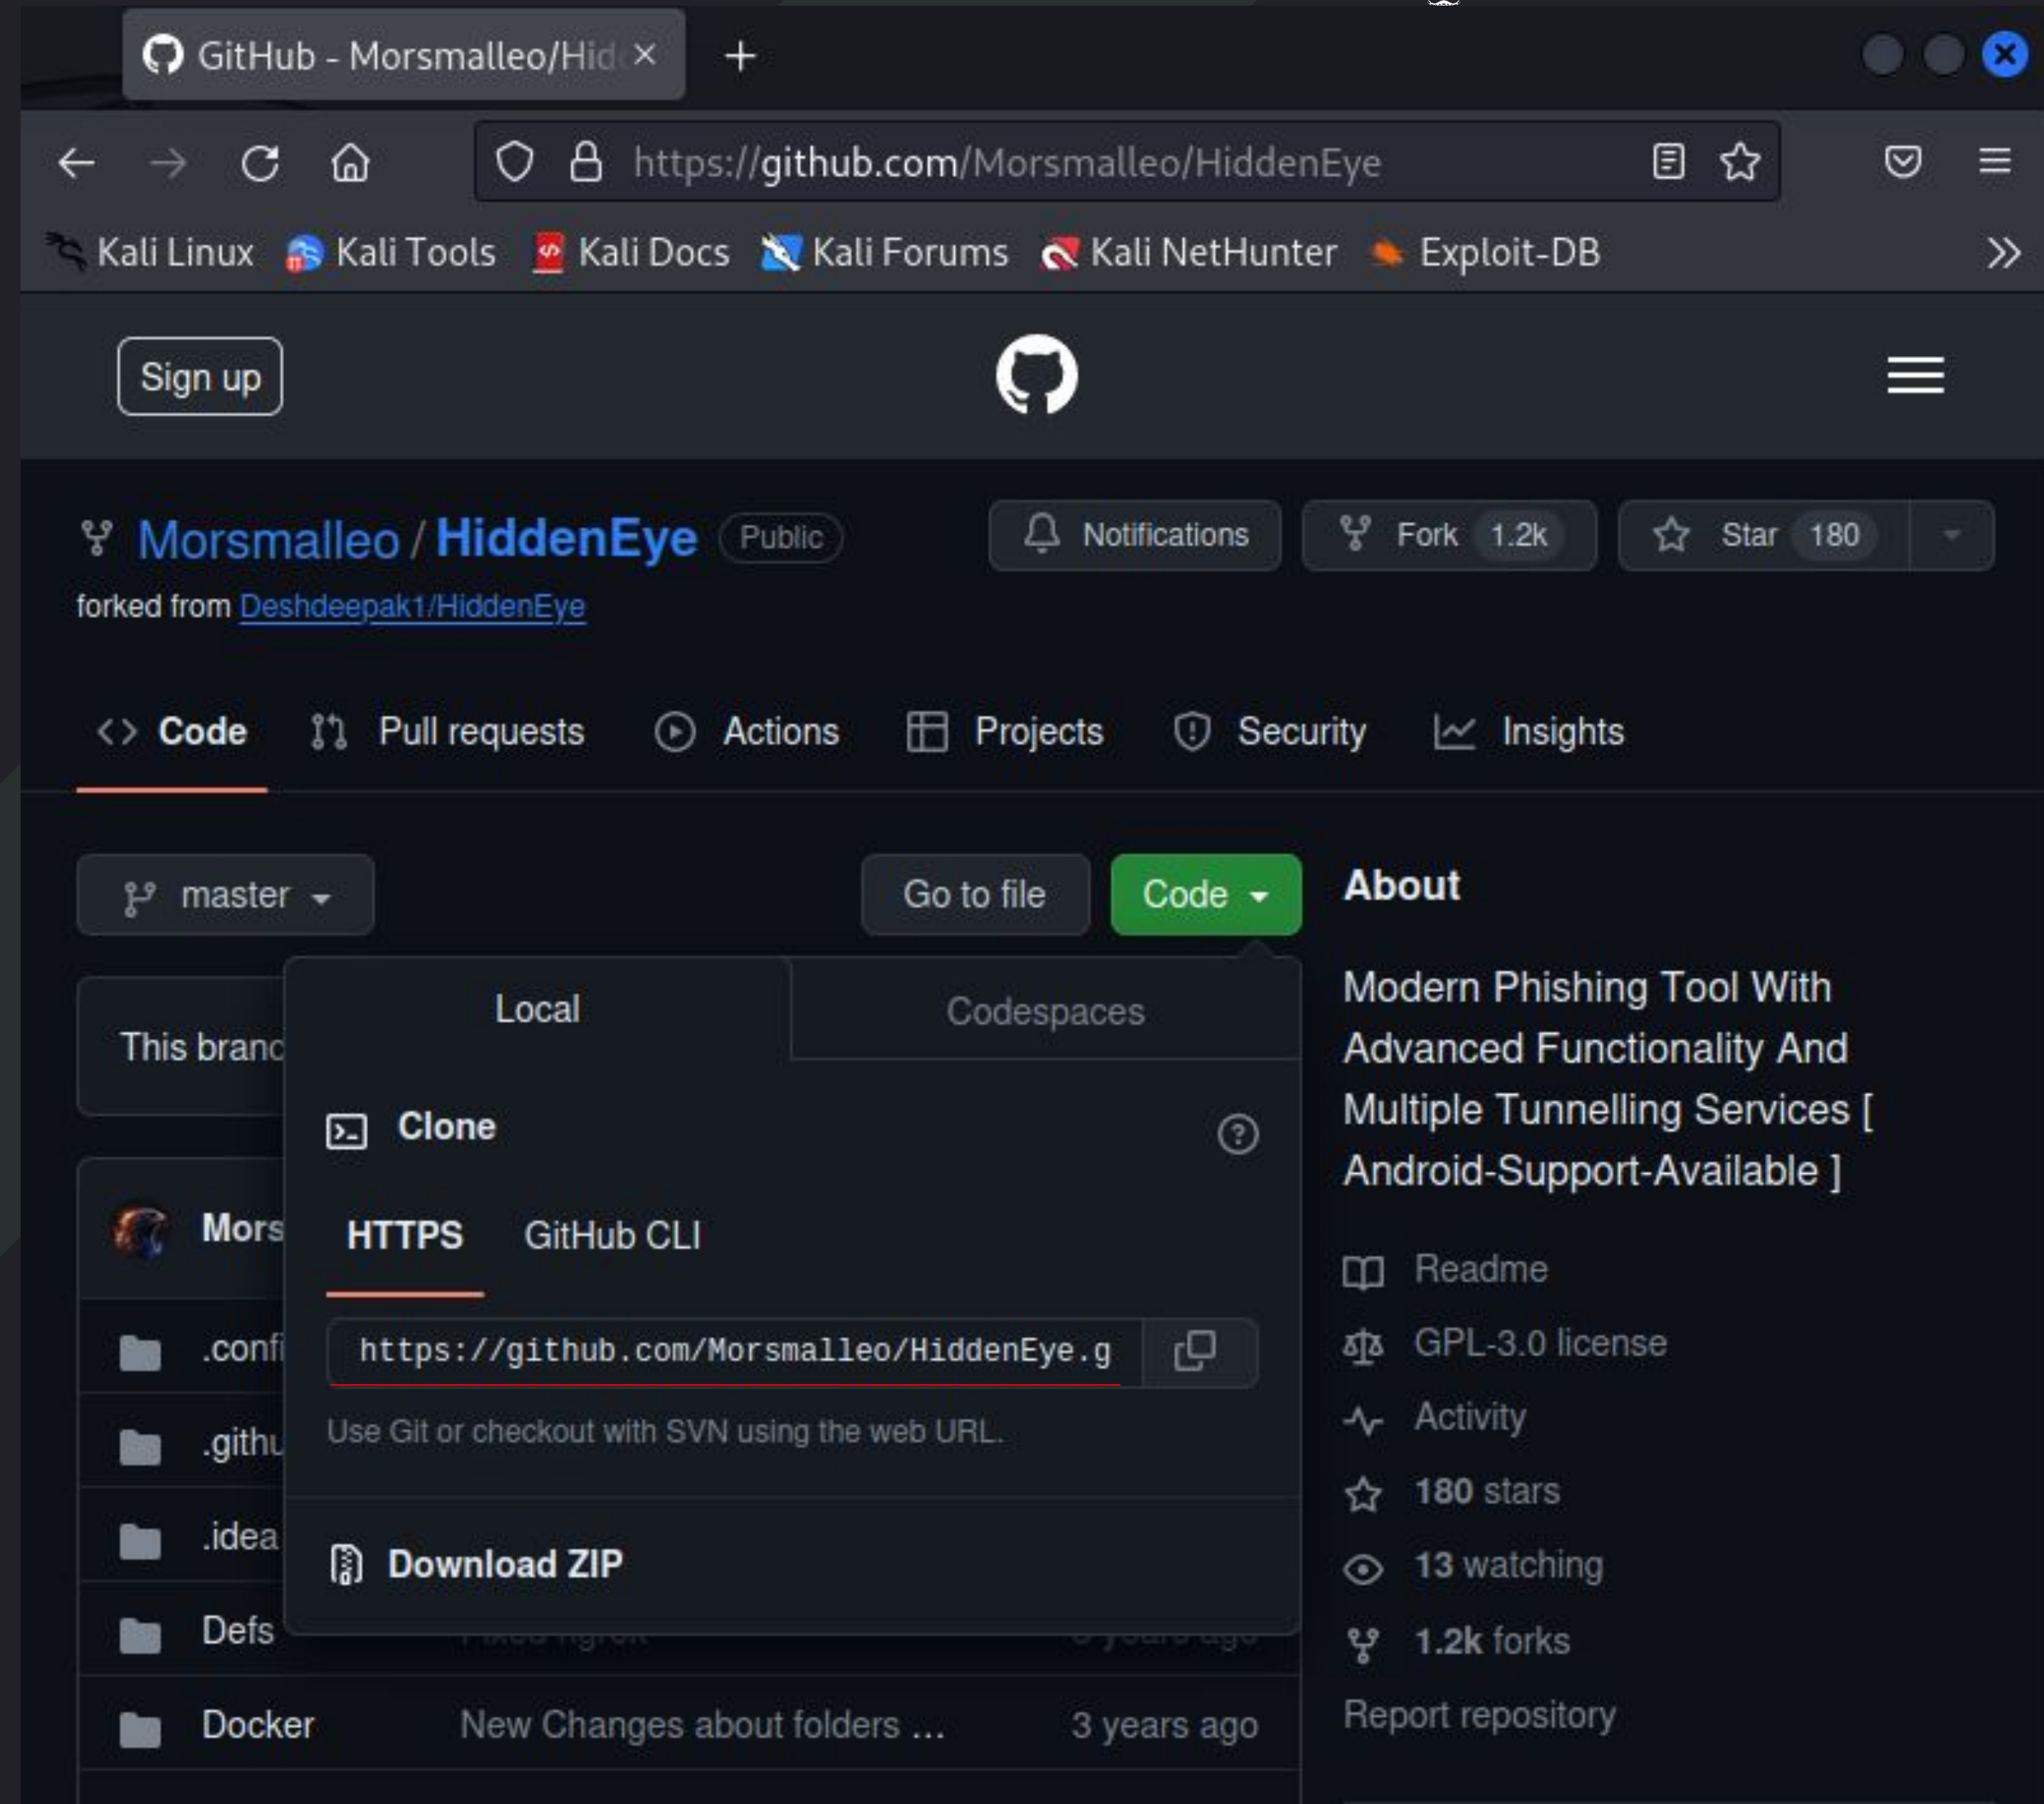 GitHub - Morsmalleo/Hid
https://github.com/Morsmalleo/HiddenEye
Kali Linux Kali Tools Kali Docs Kali Forums Kali NetHunter Exploit-DB
Sign up
Morsmalleo / HiddenEye Public Notifications Fork 1.2k Star 180
forked from Deshdeepak1/HiddenEye
Code Pull requests Actions Projects Security Insights
master Go to file Code
Local Codespaces
This branc
Clone
Mors
HTTPS GitHub CLI
.confi
https://github.com/Morsmalleo/HiddenEye.g
.githu
Use Git or checkout with SVN using the web URL.
.idea
Download ZIP
Defs
Docker New Changes about folders ... 3 years ago
About
Modern Phishing Tool With
Advanced Functionality And
Multiple Tunnelling Services [
Android-Support-Available ]
Readme
GPL-3.0 license
Activity
180 stars
13 watching
1.2k forks
Report repository